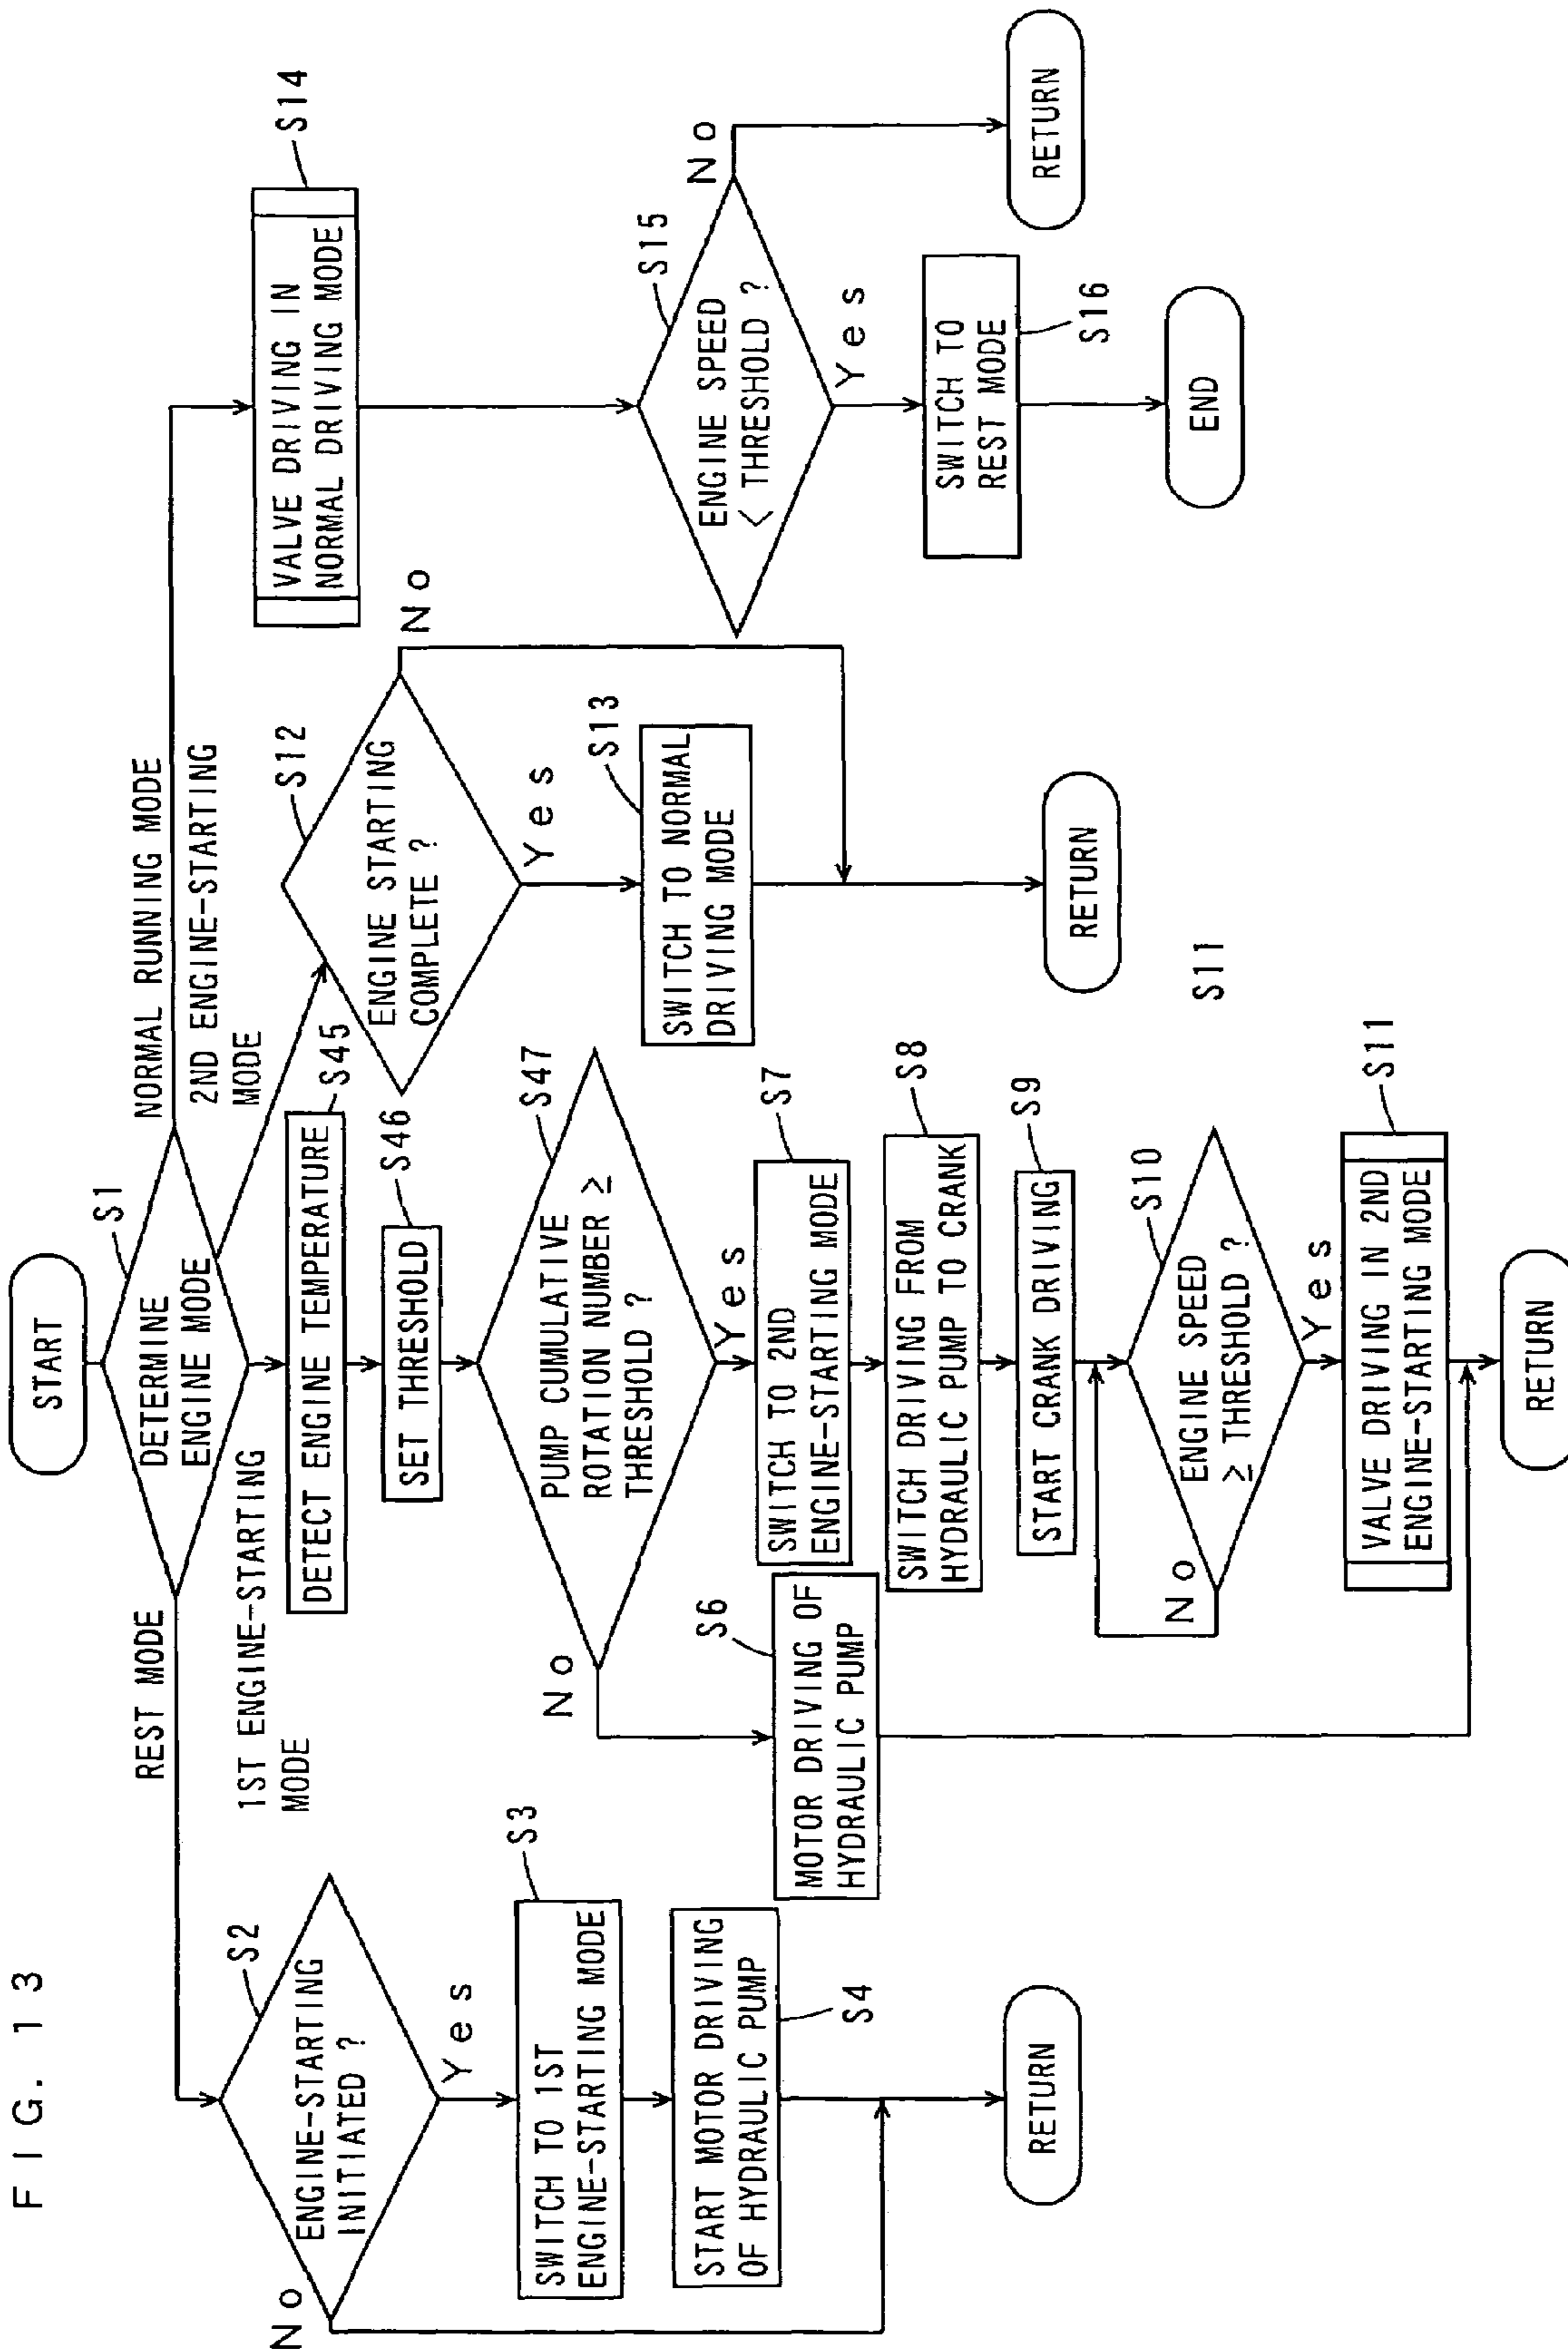 FIG. 13
START
DETERMINE
ENGINE MODE
S1
REST MODE
1ST ENGINE-STARTING
MODE
2ND ENGINE-STARTING
MODE
NORMAL RUNNING MODE
ENGINE-STARTING
INITIATED ?
S2
No
Yes
SWITCH TO 1ST
ENGINE-STARTING MODE
S3
START MOTOR DRIVING
OF HYDRAULIC PUMP
S4
RETURN
DETECT ENGINE TEMPERATURE
S45
SET THRESHOLD
S46
PUMP CUMULATIVE
ROTATION NUMBER ≥
THRESHOLD ?
S47
No
Yes
MOTOR DRIVING OF
HYDRAULIC PUMP
S6
SWITCH TO 2ND
ENGINE-STARTING MODE
S7
SWITCH DRIVING FROM
HYDRAULIC PUMP TO CRANK
S8
START CRANK DRIVING
S9
ENGINE SPEED
≥ THRESHOLD ?
S10
No
Yes
VALVE DRIVING IN 2ND
ENGINE-STARTING MODE
S11
S11
RETURN
ENGINE STARTING
COMPLETE ?
S12
No
Yes
SWITCH TO NORMAL
DRIVING MODE
S13
RETURN
VALVE DRIVING IN
NORMAL DRIVING MODE
S14
ENGINE SPEED
< THRESHOLD ?
S15
No
Yes
SWITCH TO
REST MODE
S16
END
RETURN